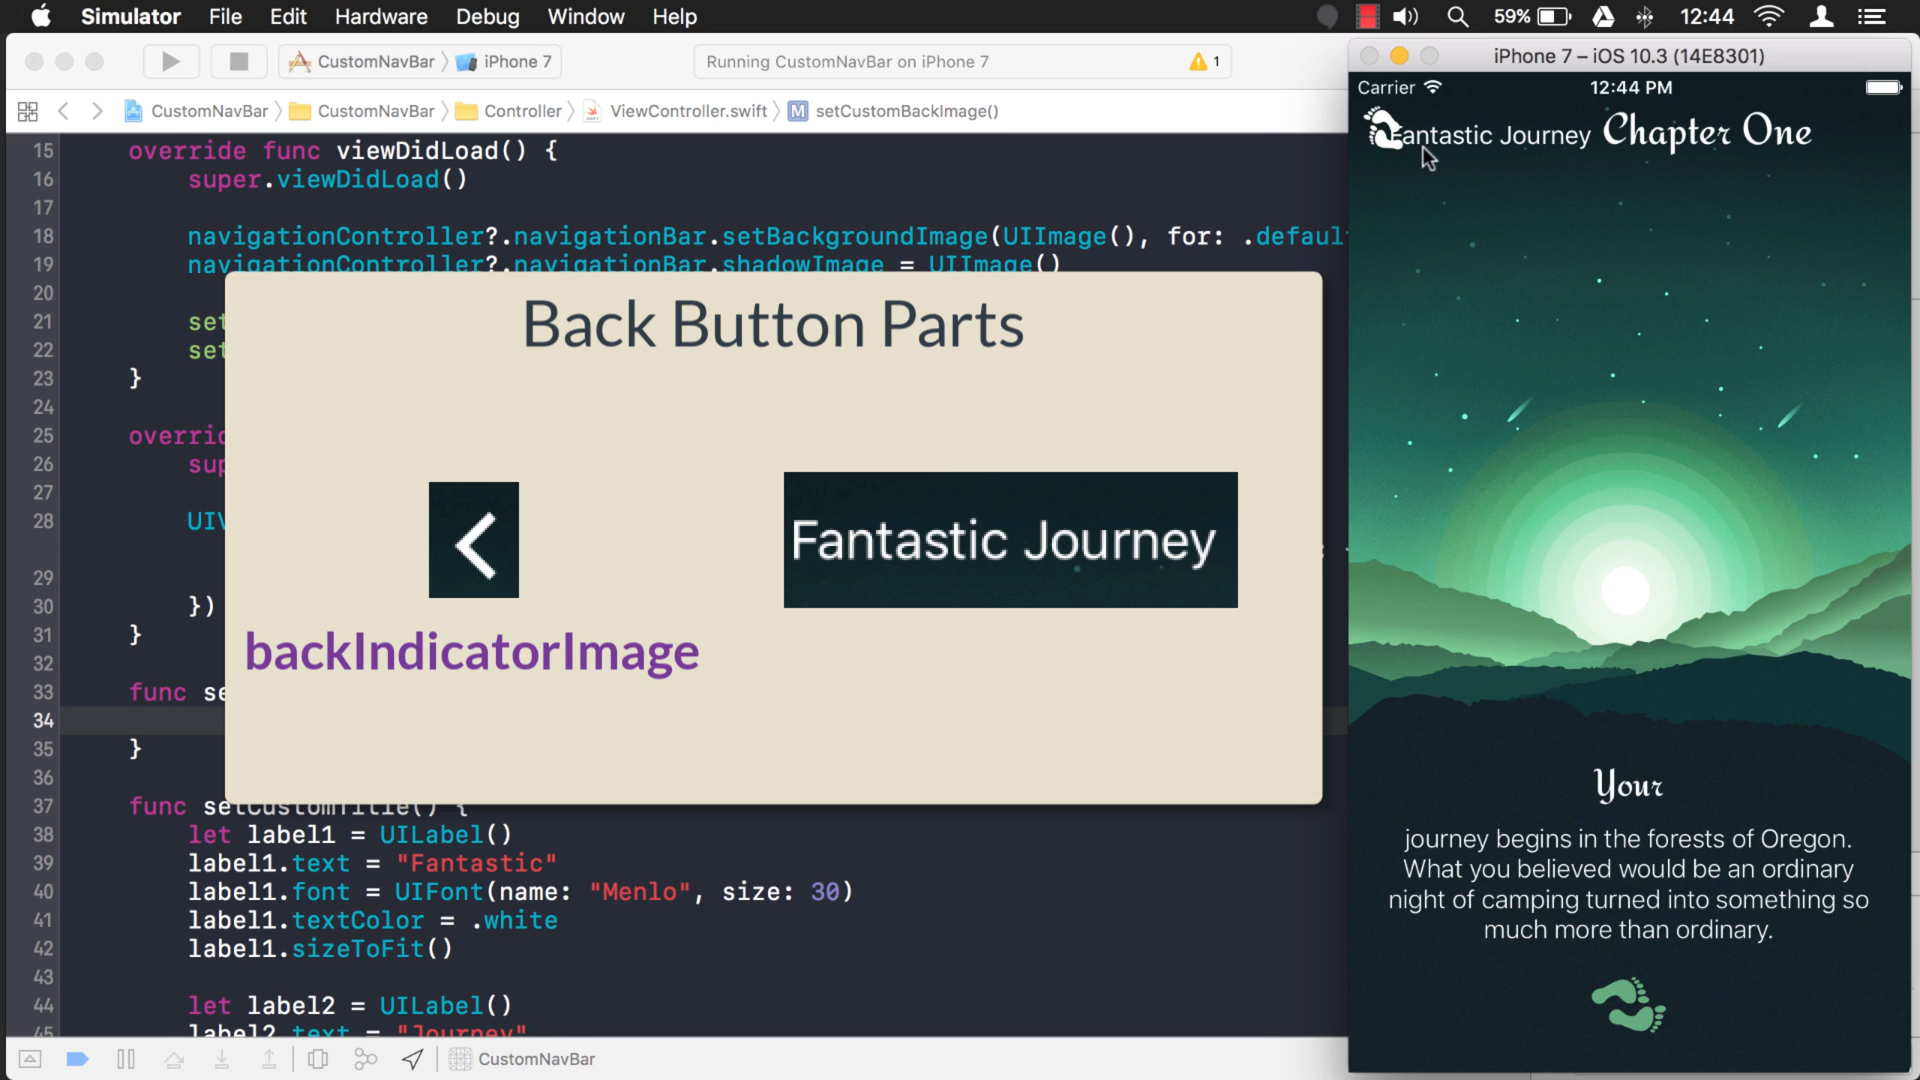 Simulator File Edit Hardware Debug Window Help 59% 12:44
CustomNavBar iPhone 7 Running CustomNavBar on iPhone 7 1
CustomNavBar CustomNavBar Controller ViewController.swift M setCustomBackImage()
15 override func viewDidLoad() {
16 super.viewDidLoad()
17
18 navigationController?.navigationBar.setBackgroundImage(UIImage(), for: .defaul
19 navigationController?.navigationBar.shadowImage = UIImage()
20
21 set
22 set
23 }
24
25 overrid
26 sup
27
28 UIV
29
30 })
31 }
32
33 func se
34
35 }
36
37 func setCustomTitle() {
38 let label1 = UILabel()
39 label1.text = "Fantastic"
40 label1.font = UIFont(name: "Menlo", size: 30)
41 label1.textColor = .white
42 label1.sizeToFit()
43
44 let label2 = UILabel()
45 label2.text = "Journey"
CustomNavBar
Back Button Parts
Fantastic Journey
backIndicatorImage
iPhone 7 – iOS 10.3 (14E8301)
Carrier 12:44 PM
Fantastic Journey Chapter One
Your
journey begins in the forests of Oregon.
What you believed would be an ordinary
night of camping turned into something so
much more than ordinary.